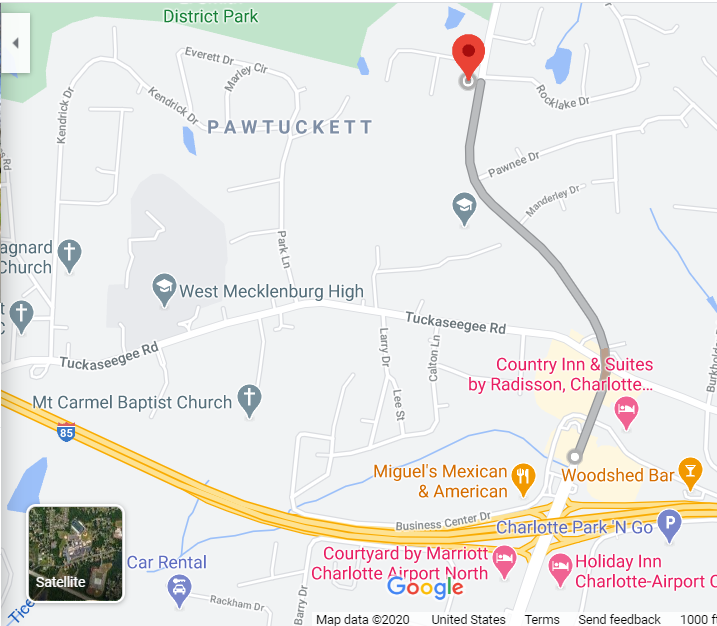 District Park
Everett Dr
Marley Cir
Kendrick Dr
Kendrick Dr
PAWTUCKETT
Rocklake Dr
Pawnee Dr
Manderley Dr
Rd
agnard
Church
Park Ln
West Mecklenburg High
t
C
Tuckaseegee Rd
Tuckaseegee Rd
Larry Dr
Calton Ln
Lee St
Country Inn & Suites
by Radisson, Charlotte...
Burkholde
Mt Carmel Baptist Church
85
Miguel's Mexican
& American
Woodshed Bar
Business Center Dr
Charlotte Park 'N Go
P
Courtyard by Marriott
Charlotte Airport North
Holiday Inn
Charlotte-Airport C
Car Rental
Satellite
Rackham Dr
Barry Dr
Tice
Google
Map data ©2020
United States
Terms
Send feedback
1000 f